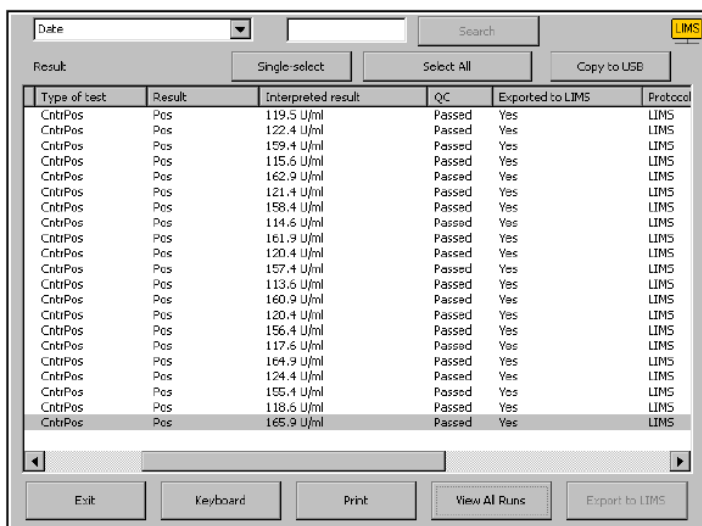 Date Search LIMS
Result Single-select Select All Copy to USB
Type of test Result Interpreted result QC Exported to LIMS Protocol
CntrPos Pos 119.5 U/ml Passed Yes LIMS
CntrPos Pos 122.4 U/ml Passed Yes LIMS
CntrPos Pos 159.4 U/ml Passed Yes LIMS
CntrPos Pos 115.6 U/ml Passed Yes LIMS
CntrPos Pos 162.9 U/ml Passed Yes LIMS
CntrPos Pos 121.4 U/ml Passed Yes LIMS
CntrPos Pos 158.4 U/ml Passed Yes LIMS
CntrPos Pos 114.6 U/ml Passed Yes LIMS
CntrPos Pos 161.9 U/ml Passed Yes LIMS
CntrPos Pos 120.4 U/ml Passed Yes LIMS
CntrPos Pos 157.4 U/ml Passed Yes LIMS
CntrPos Pos 113.6 U/ml Passed Yes LIMS
CntrPos Pos 160.9 U/ml Passed Yes LIMS
CntrPos Pos 120.4 U/ml Passed Yes LIMS
CntrPos Pos 156.4 U/ml Passed Yes LIMS
CntrPos Pos 117.6 U/ml Passed Yes LIMS
CntrPos Pos 164.9 U/ml Passed Yes LIMS
CntrPos Pos 124.4 U/ml Passed Yes LIMS
CntrPos Pos 155.4 U/ml Passed Yes LIMS
CntrPos Pos 118.6 U/ml Passed Yes LIMS
CntrPos Pos 165.9 U/ml Passed Yes LIMS
Exit Keyboard Print View All Runs Export to LIMS